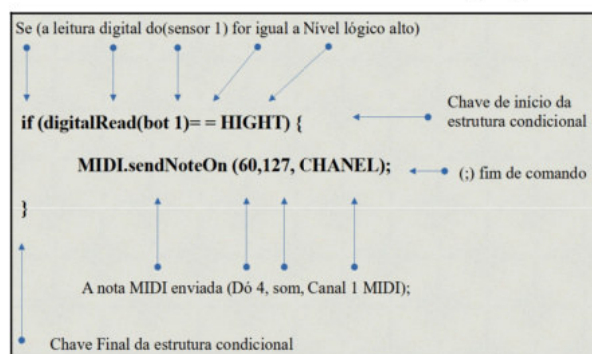 Se (a leitura digital do(sensor 1) for igual a Nível lógico alto)
if (digitalRead(bot 1)= = HIGHT) {
Chave de início da
estrutura condicional
MIDI.sendNoteOn (60,127, CHANEL);
(;) fim de comando
}
A nota MIDI enviada (Dó 4, som, Canal 1 MIDI);
Chave Final da estrutura condicional